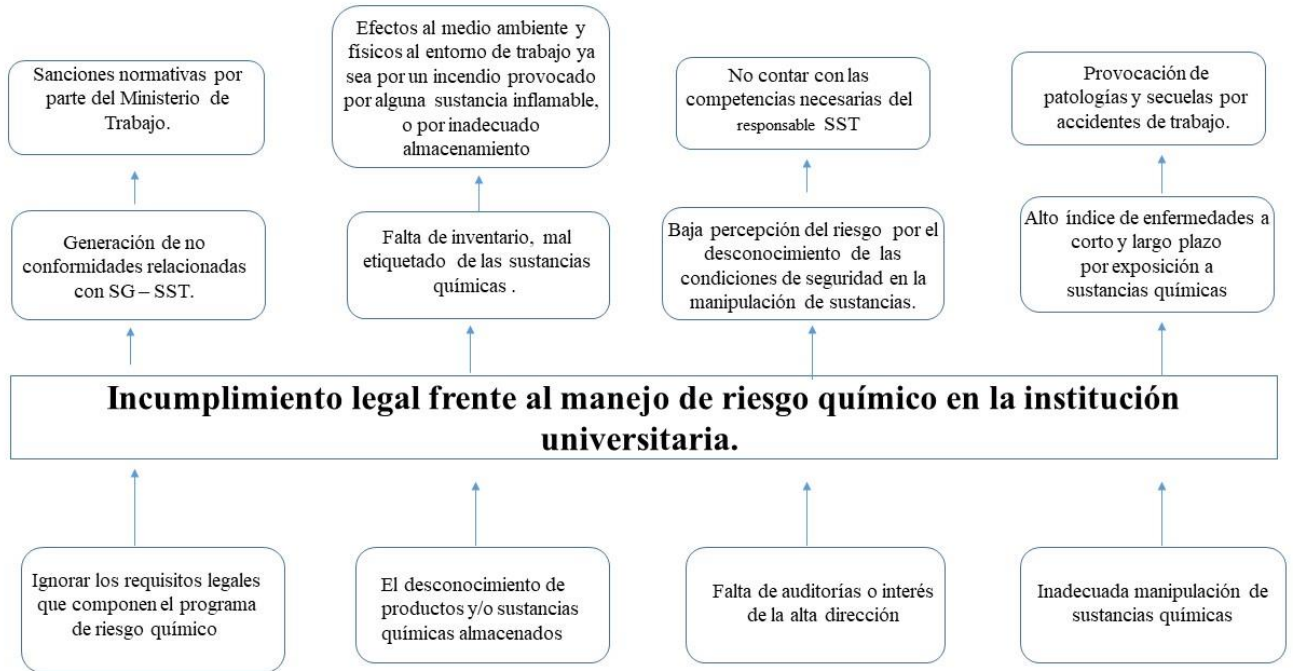 Sanciones normativas por
parte del Ministerio de
Trabajo.
Efectos al medio ambiente y
físicos al entorno de trabajo ya
sea por un incendio provocado
por alguna sustancia inflamable,
o por inadecuado
almacenamiento
No contar con las
competencias necesarias del
responsable SST
Provocación de
patologías y secuelas por
accidentes de trabajo.
Generación de no
conformidades relacionadas
con SG – SST.
Falta de inventario, mal
etiquetado de las sustancias
químicas .
Baja percepción del riesgo por el
desconocimiento de las
condiciones de seguridad en la
manipulación de sustancias.
Alto índice de enfermedades a
corto y largo plazo
por exposición a
sustancias químicas
Incumplimiento legal frente al manejo de riesgo químico en la institución
universitaria.
Ignorar los requisitos legales
que componen el programa
de riesgo químico
El desconocimiento de
productos y/o sustancias
químicas almacenados
Falta de auditorías o interés
de la alta dirección
Inadecuada manipulación de
sustancias químicas